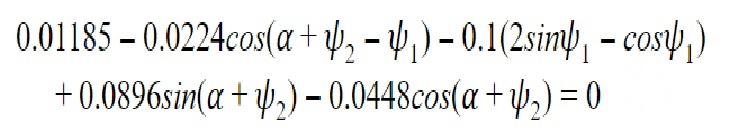 0.01185 – 0.0224cos(α + ψ₂ – ψ₁) – 0.1(2sinψ₁ – cosψ₁)
+ 0.0896sin(α + ψ₂) – 0.0448cos(α + ψ₂) = 0